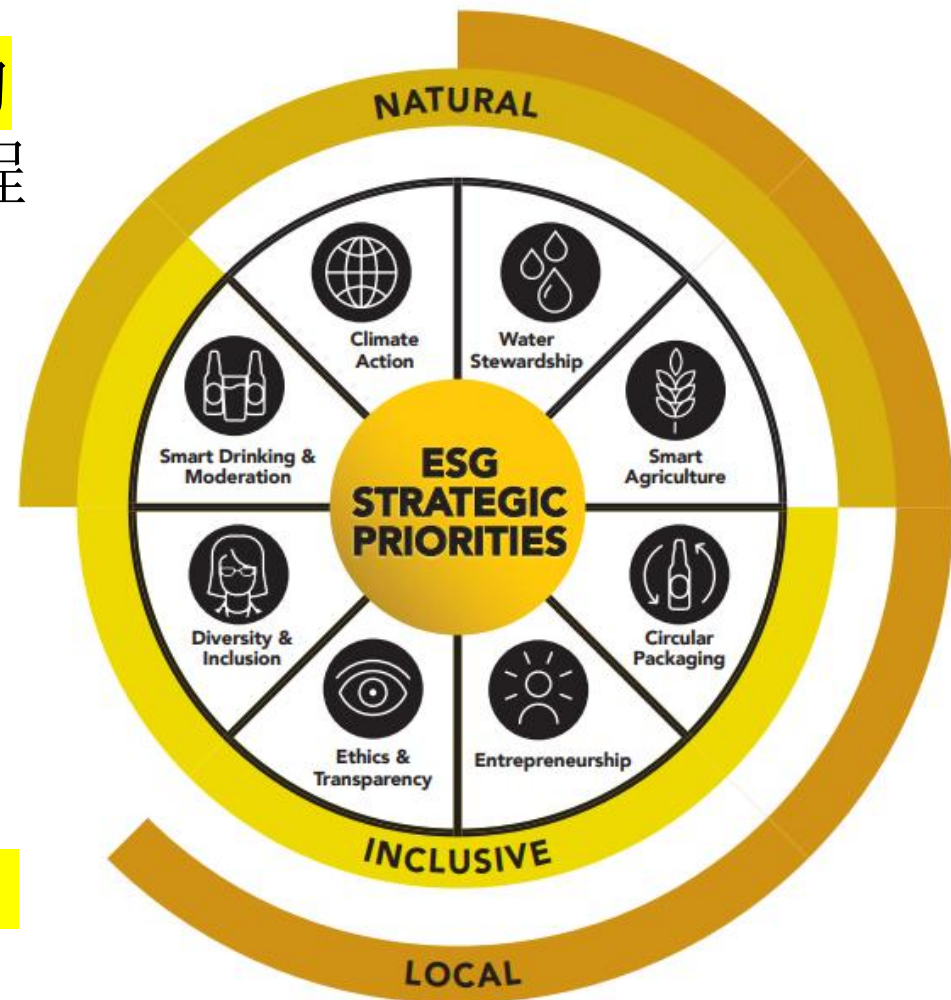 程
NATURAL
Climate
Action
Water
Stewardship
Smart Drinking &
Moderation
Smart
Agriculture
ESG
STRATEGIC
PRIORITIES
Diversity &
Inclusion
Circular
Packaging
Ethics &
Transparency
Entrepreneurship
INCLUSIVE
LOCAL